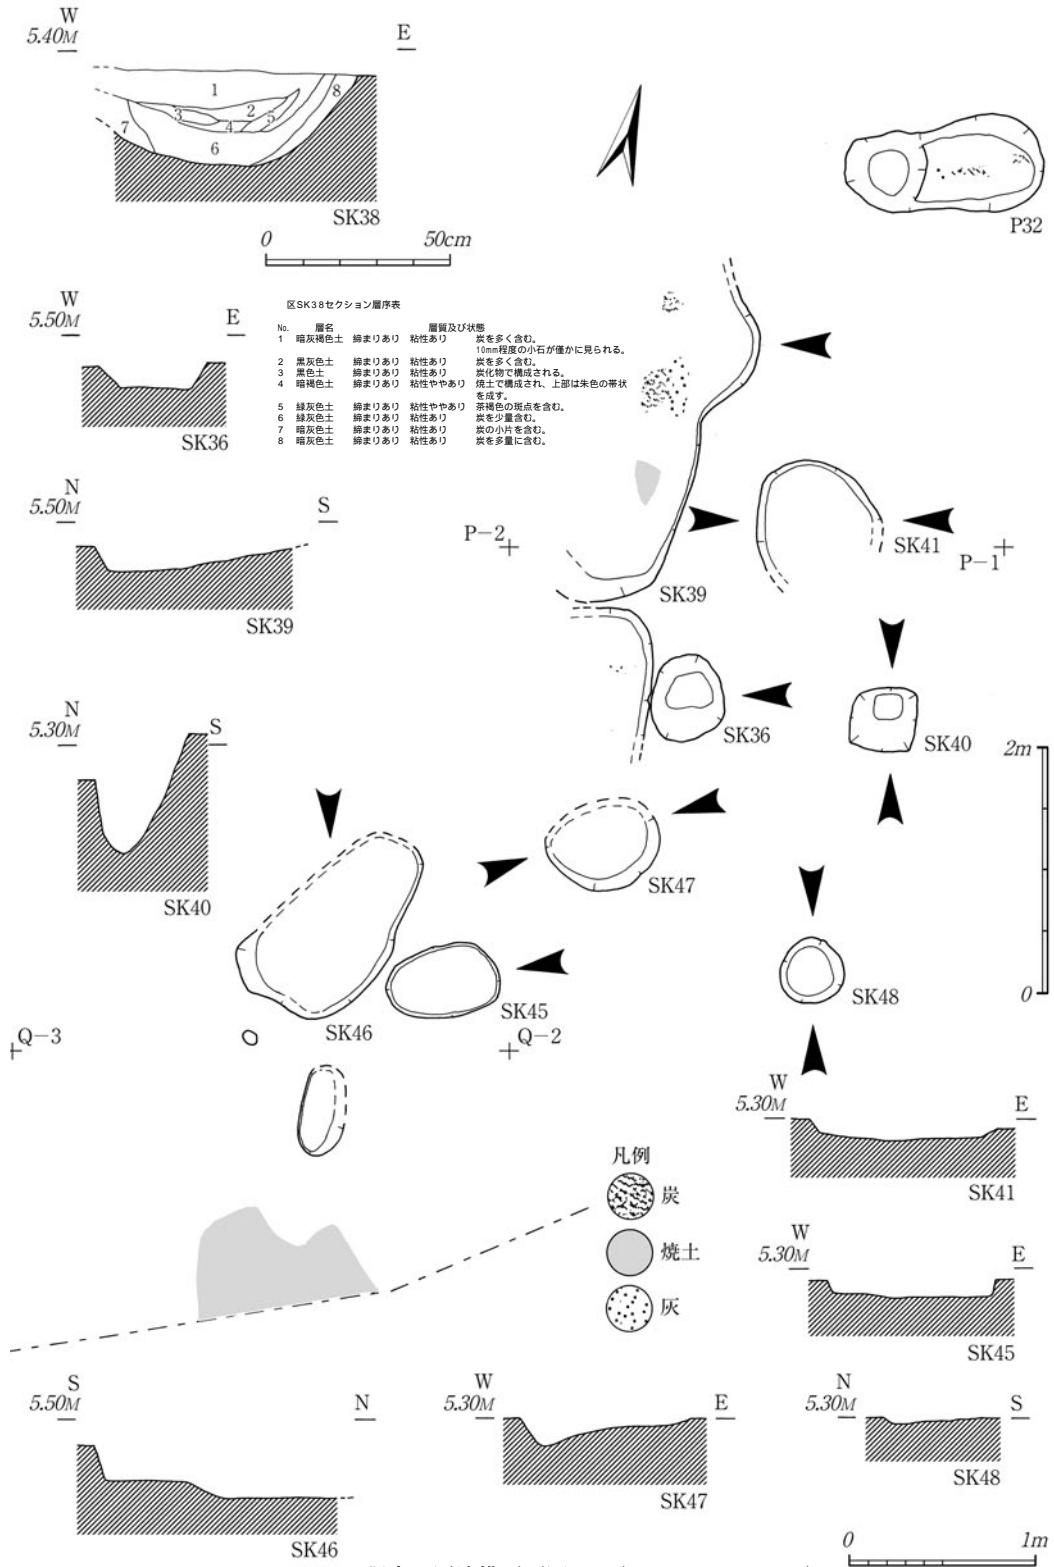 W
5.40M
E
1
2
3
4
5
6
7
8
SK38
0 50cm
P32
W
5.50M
E
SK36
区SK38セクション層序表
No. 層名 層質及び状態
1 暗灰褐色土 締まりあり 粘性あり 炭を多く含む。
10mm程度の小石が僅かに見られる。
2 黒灰色土 締まりあり 粘性あり 炭を多く含む。
3 黒色土 締まりあり 粘性あり 炭化物で構成される。
4 暗褐色土 締まりあり 粘性ややあり 焼土で構成され、上部は朱色の帯状
を成す。
5 緑灰色土 締まりあり 粘性ややあり 茶褐色の斑点を含む。
6 緑灰色土 締まりあり 粘性あり 炭を少量含む。
7 暗灰色土 締まりあり 粘性あり 炭の小片を含む。
8 暗灰色土 締まりあり 粘性あり 炭を多量に含む。
N
5.50M
S
SK39
P-2
SK41
P-1
SK39
N
5.30M
S
SK40
SK36
SK40
2m
0
SK47
SK48
SK45
SK46
Q-3
Q-2
W
5.30M
E
SK41
凡例
炭
焼土
灰
W
5.30M
E
SK45
S
5.50M
N
SK46
W
5.30M
E
SK47
N
5.30M
S
SK48
0 1m